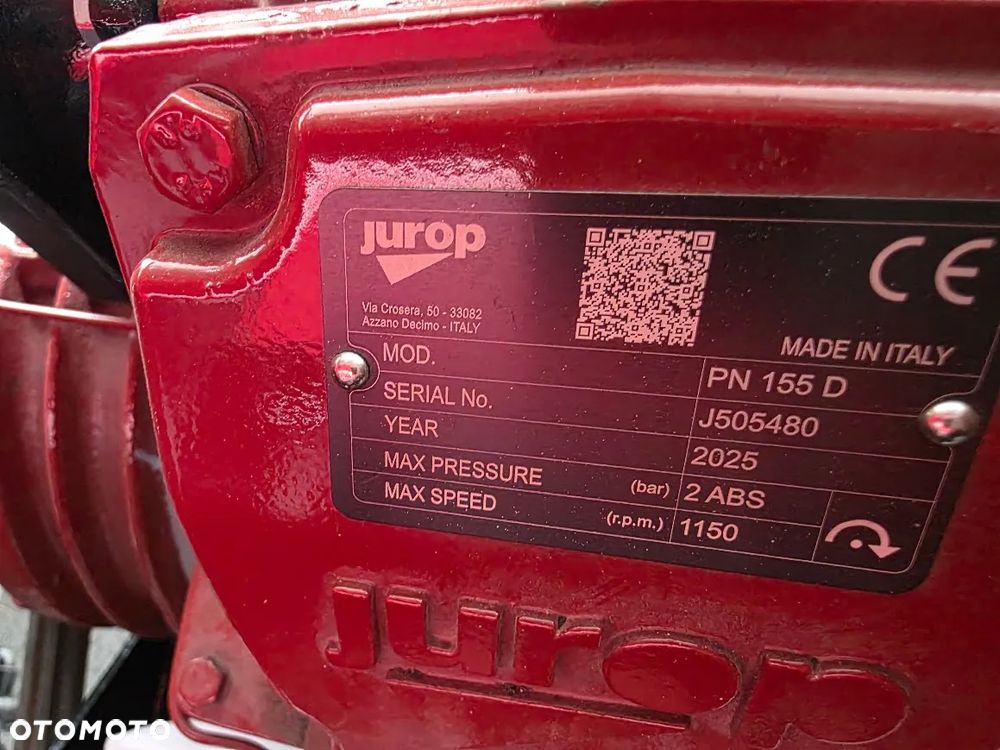 jurop
Via Crosera, 50 - 33082
Azzano Decimo - ITALY
CE
MADE IN ITALY
MOD. PN 155 D
SERIAL No. J505480
YEAR 2025
MAX PRESSURE (bar) 2 ABS
MAX SPEED (r.p.m.) 1150
jurop
OTOMOTO